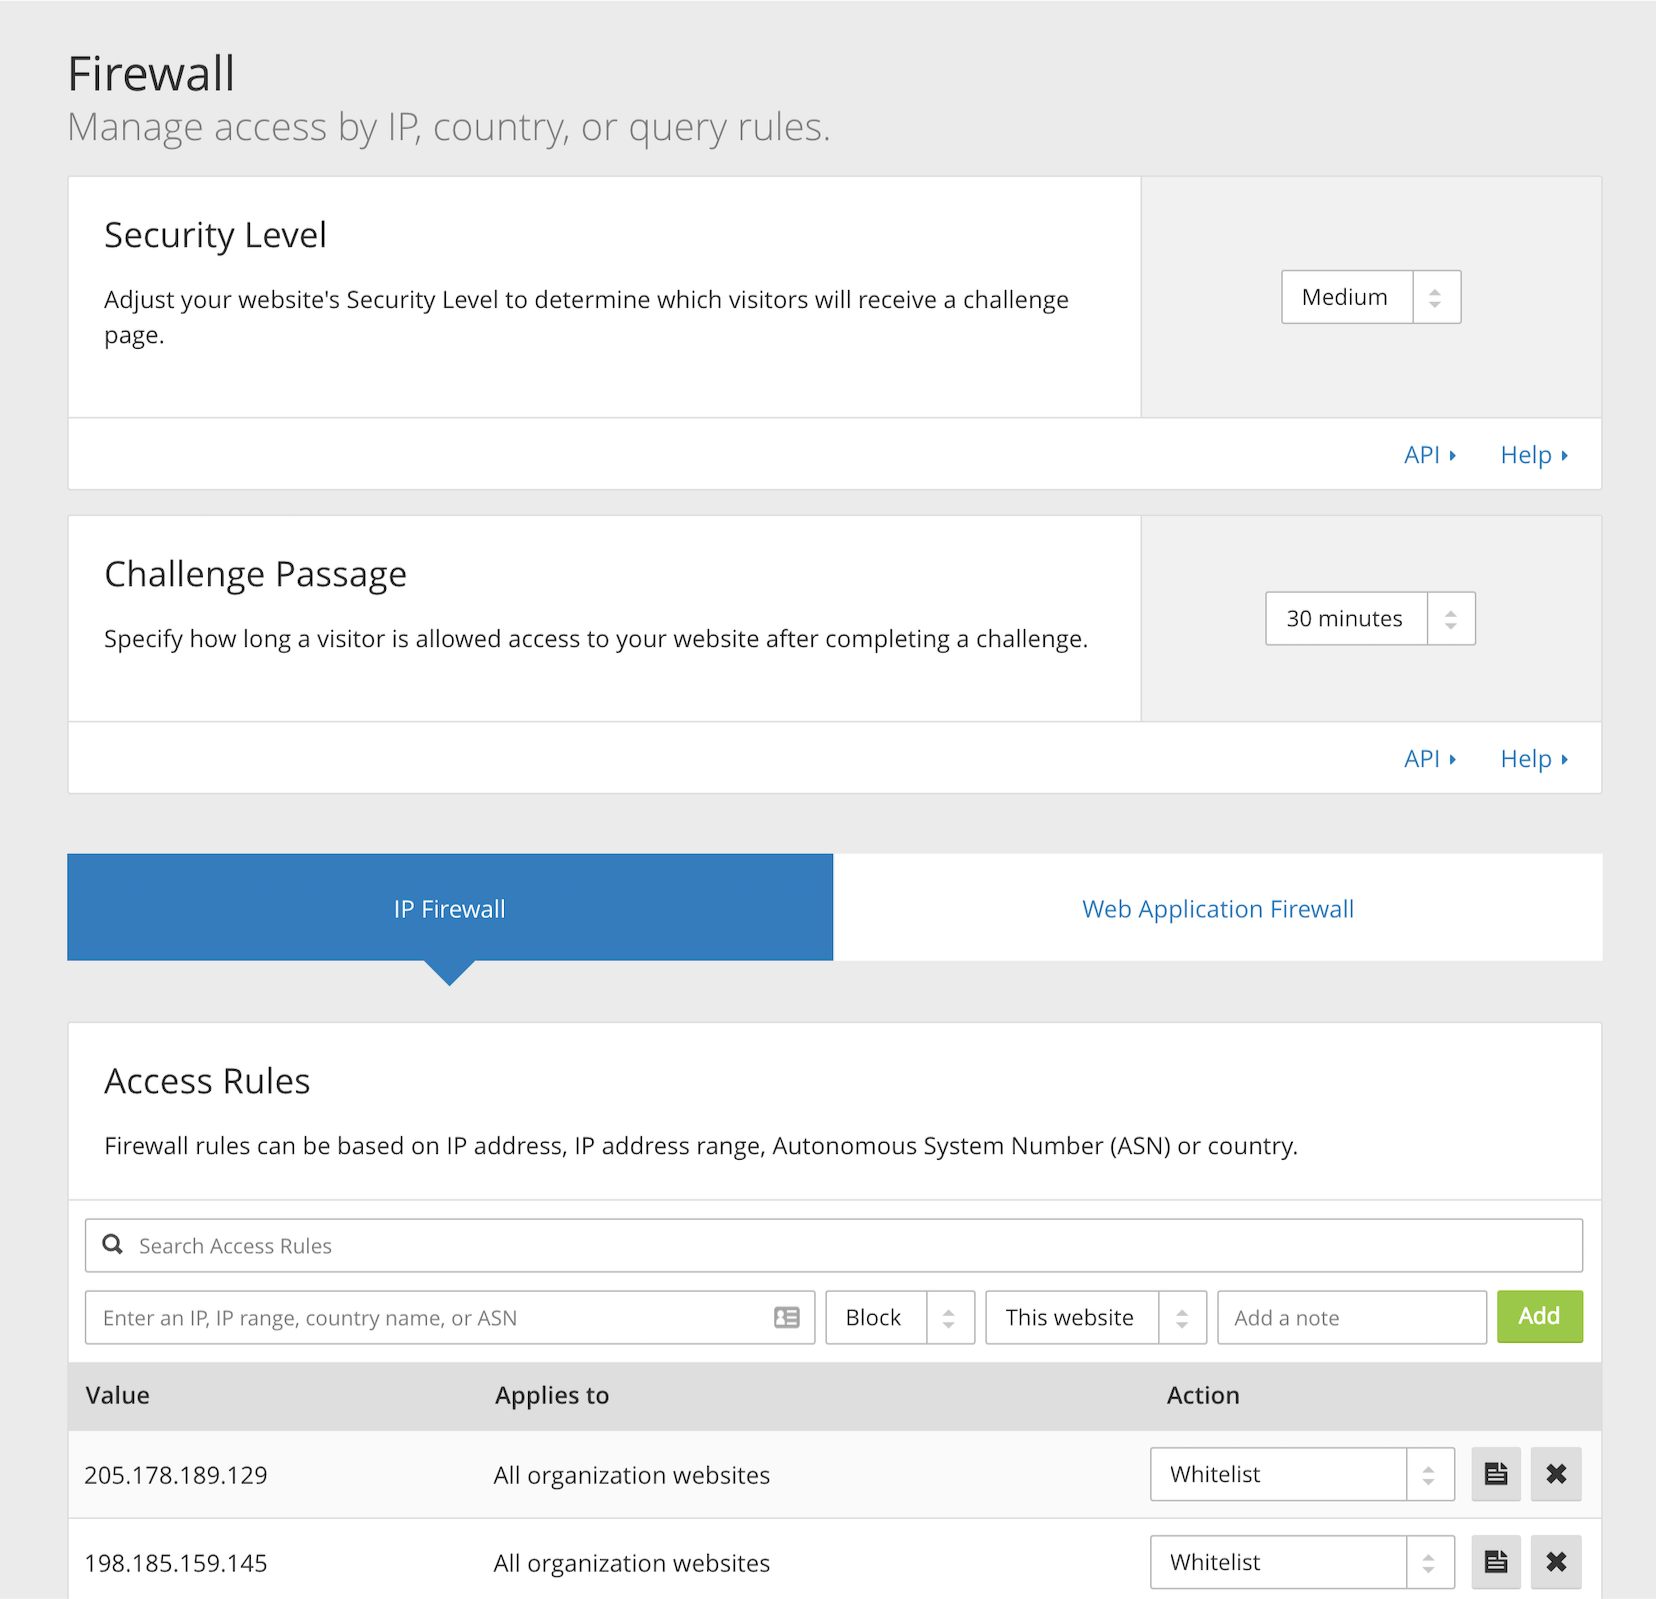 Firewall
Manage access by IP, country, or query rules.
Security Level
Adjust your website's Security Level to determine which visitors will receive a challenge
page.
Medium
API
Help
Challenge Passage
Specify how long a visitor is allowed access to your website after completing a challenge.
30 minutes
API
Help
IP Firewall
Web Application Firewall
Access Rules
Firewall rules can be based on IP address, IP address range, Autonomous System Number (ASN) or country.
Search Access Rules
Enter an IP, IP range, country name, or ASN
Block
This website
Add a note
Add
Value
Applies to
Action
205.178.189.129
All organization websites
Whitelist
198.185.159.145
All organization websites
Whitelist